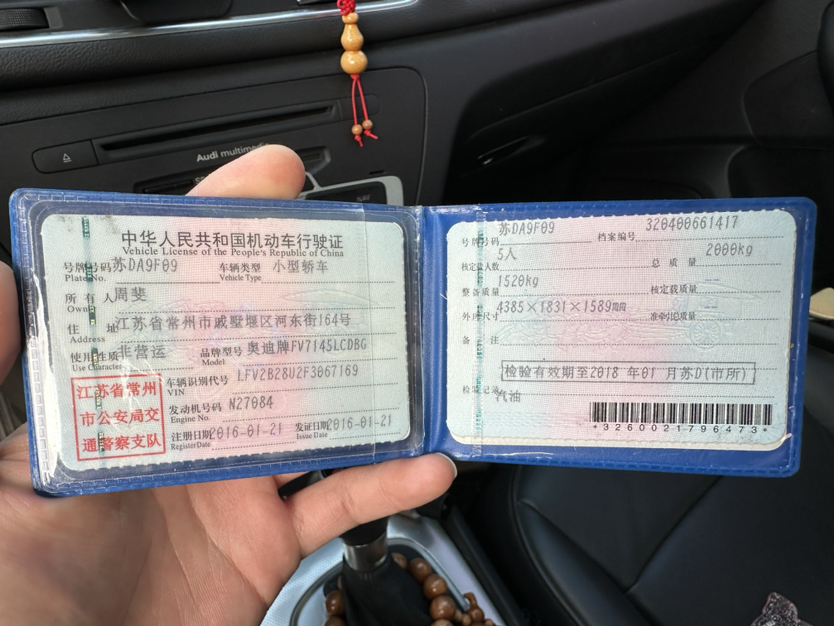 Audi multimedia
中华人民共和国机动车行驶证
Vehicle License of the People's Republic of China
号牌号码 苏DA9F09 车辆类型 小型轿车
Plate No. Vehicle Type
所有人 周斐
Owner
住址 江苏省常州市戚墅堰区河东街164号
Address
使用性质 非营运 品牌型号 奥迪牌FV7145LCDBG
Use Character Model
江苏省常州
市公安局交
通警察支队
车辆识别代号 LFV2B28U2F3067169
VIN
发动机号码 N27084
Engine No.
注册日期 2016-01-21 发证日期 2016-01-21
Register Date Issue Date
号牌号码 苏DA9F09 档案编号 320400661417
核定载人数 5人 总质量 2000kg
整备质量 1520kg 核定载质量 --
外廓尺寸 4385×1831×1589mm 准牵引总质量 --
备注
检验有效期至2018 年01 月苏D(市所)
检验记录
汽油
*3260021796473*